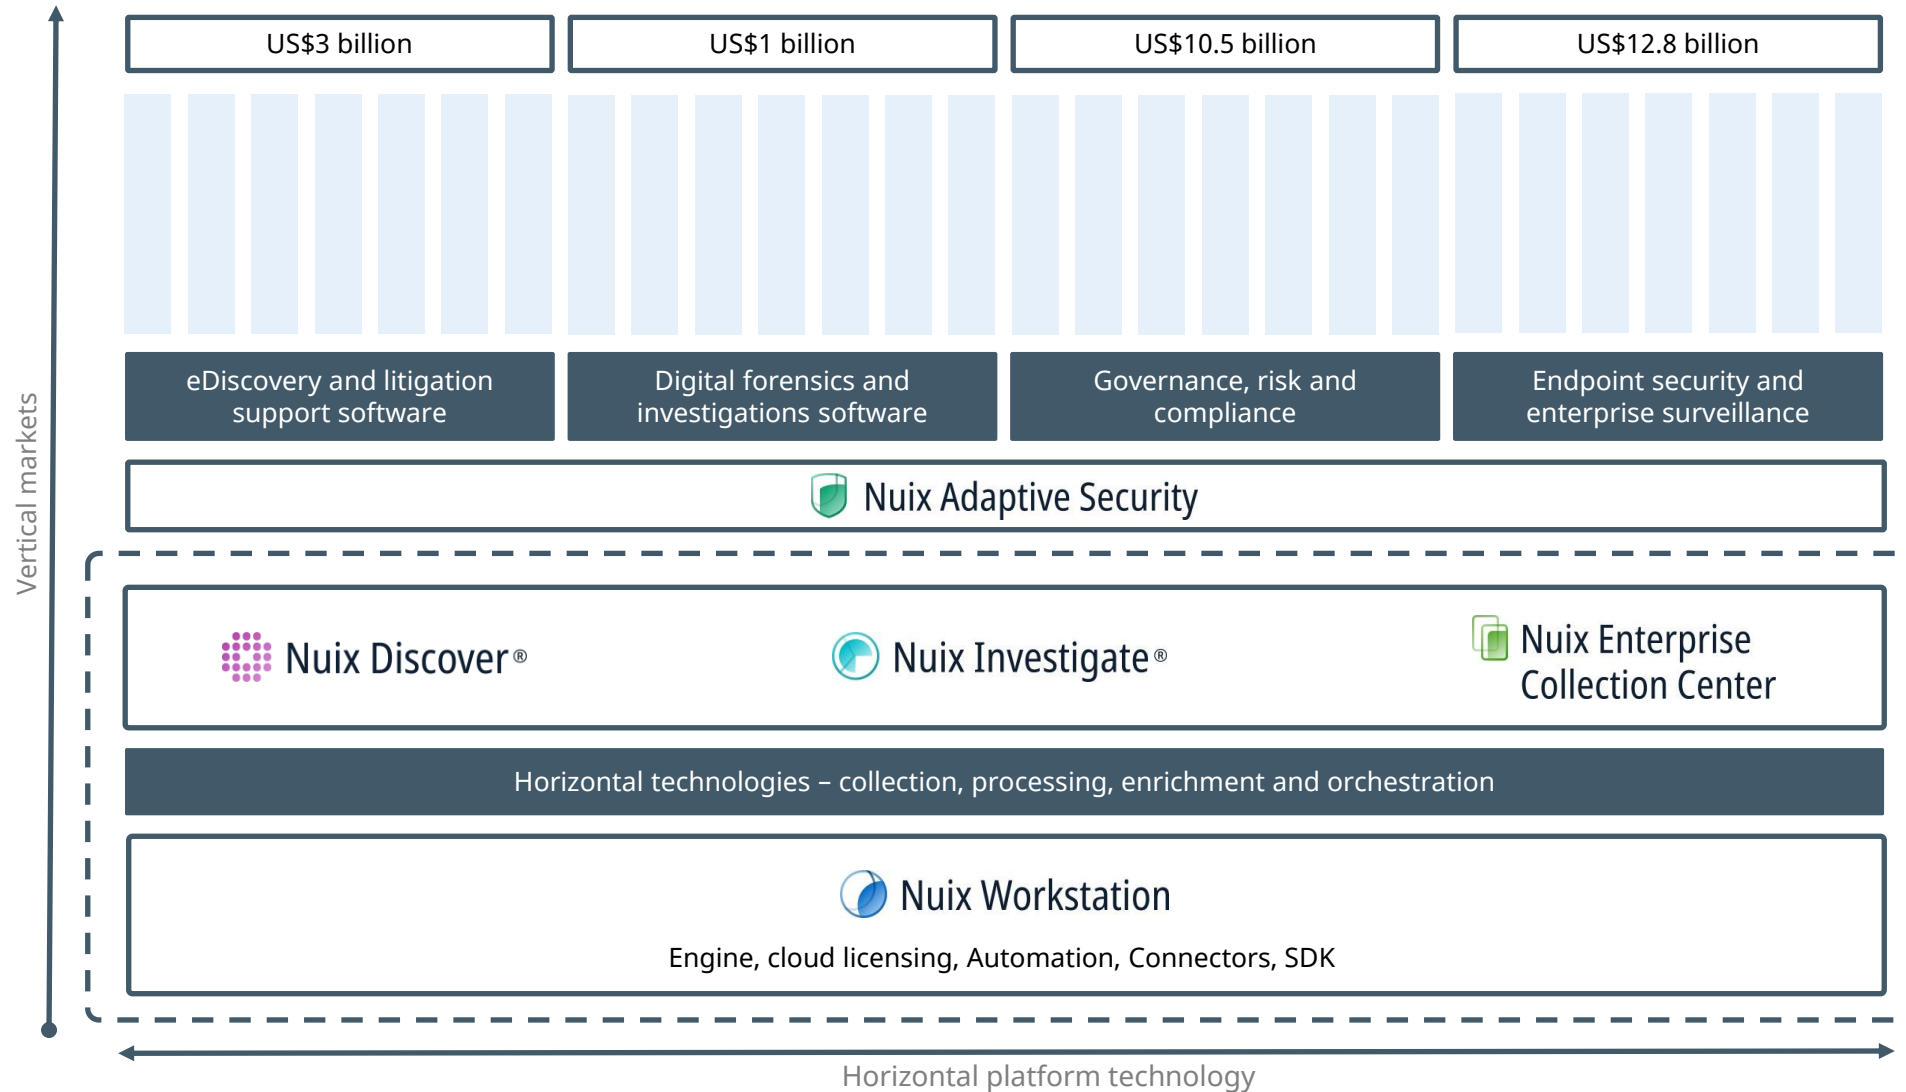 US$3 billion
US$1 billion
US$10.5 billion
US$12.8 billion
eDiscovery and litigation
support software
Digital forensics and
investigations software
Governance, risk and
compliance
Endpoint security and
enterprise surveillance
Vertical markets
Nuix Adaptive Security
Nuix Discover®
Nuix Investigate®
Nuix Enterprise
Collection Center
Horizontal technologies – collection, processing, enrichment and orchestration
Nuix Workstation
Engine, cloud licensing, Automation, Connectors, SDK
Horizontal platform technology